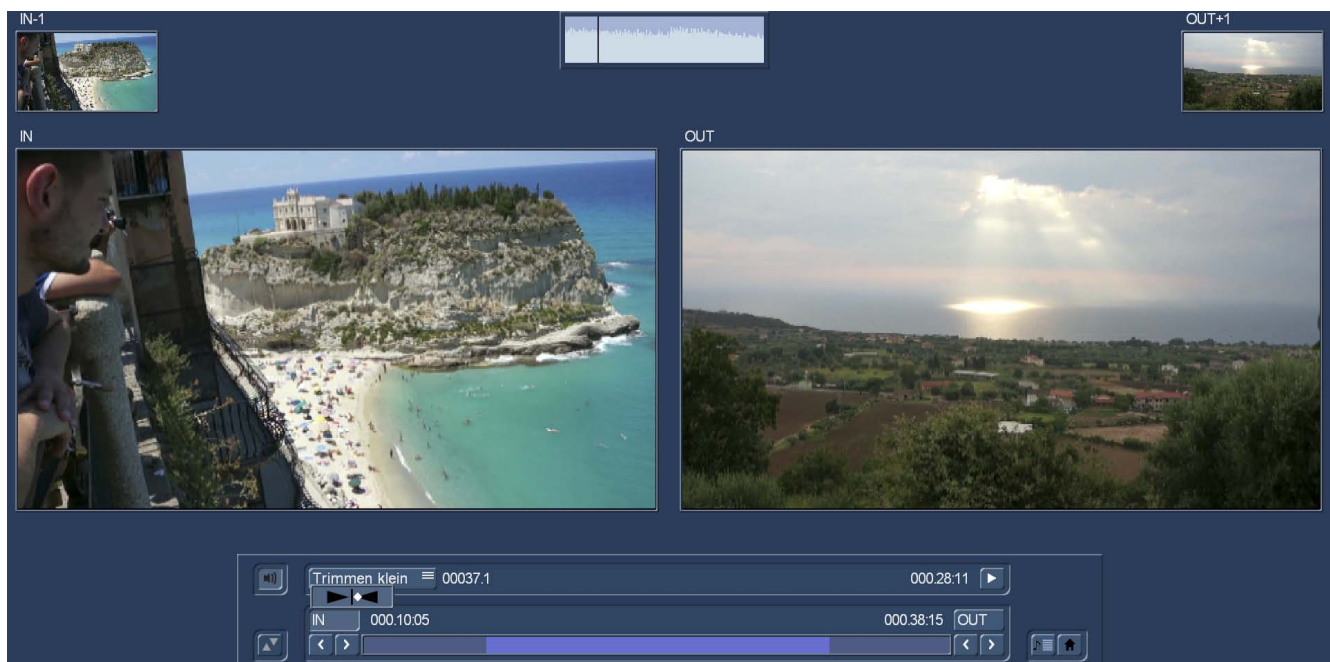 IN-1
OUT+1
IN
OUT
Trimmen klein 00037.1 000.28:11
IN 000.10:05 000.38:15 OUT